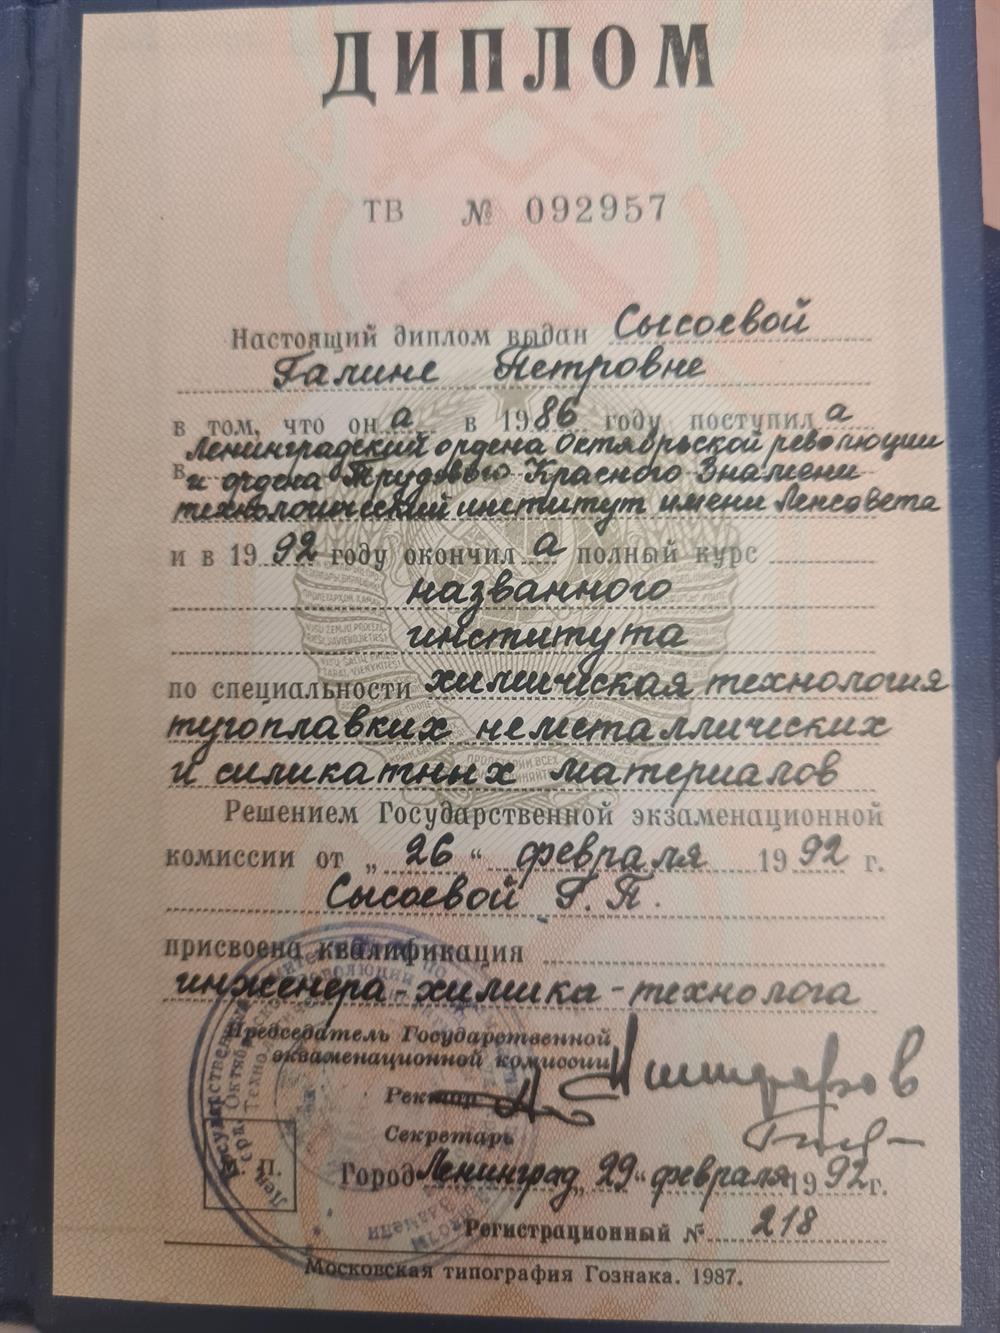 ДИПЛОМ
ТВ № 092957
Настоящий диплом выдан Сысоевой
Галине Петровне
в том, что он а в 1986 году поступил а
в Ленинградский ордена Октябрьской революции
и ордена Трудового Красного Знамени
технологический институт имени Ленсовета
и в 1992 году окончил а полный курс
названного
института
по специальности химическая технология
тугоплавких неметаллических
и силикатных материалов
Решением Государственной экзаменационной
комиссии от „26“ февраля 1992 г.
Сысоевой Г.П.
присвоена квалификация
инженера-химика-технолога
Председатель Государственной
экзаменационной комиссии
Ректор
Секретарь
П.
Город Ленинград „29“ февраля 1992 г.
Регистрационный № 218
Московская типография Гознака. 1987.